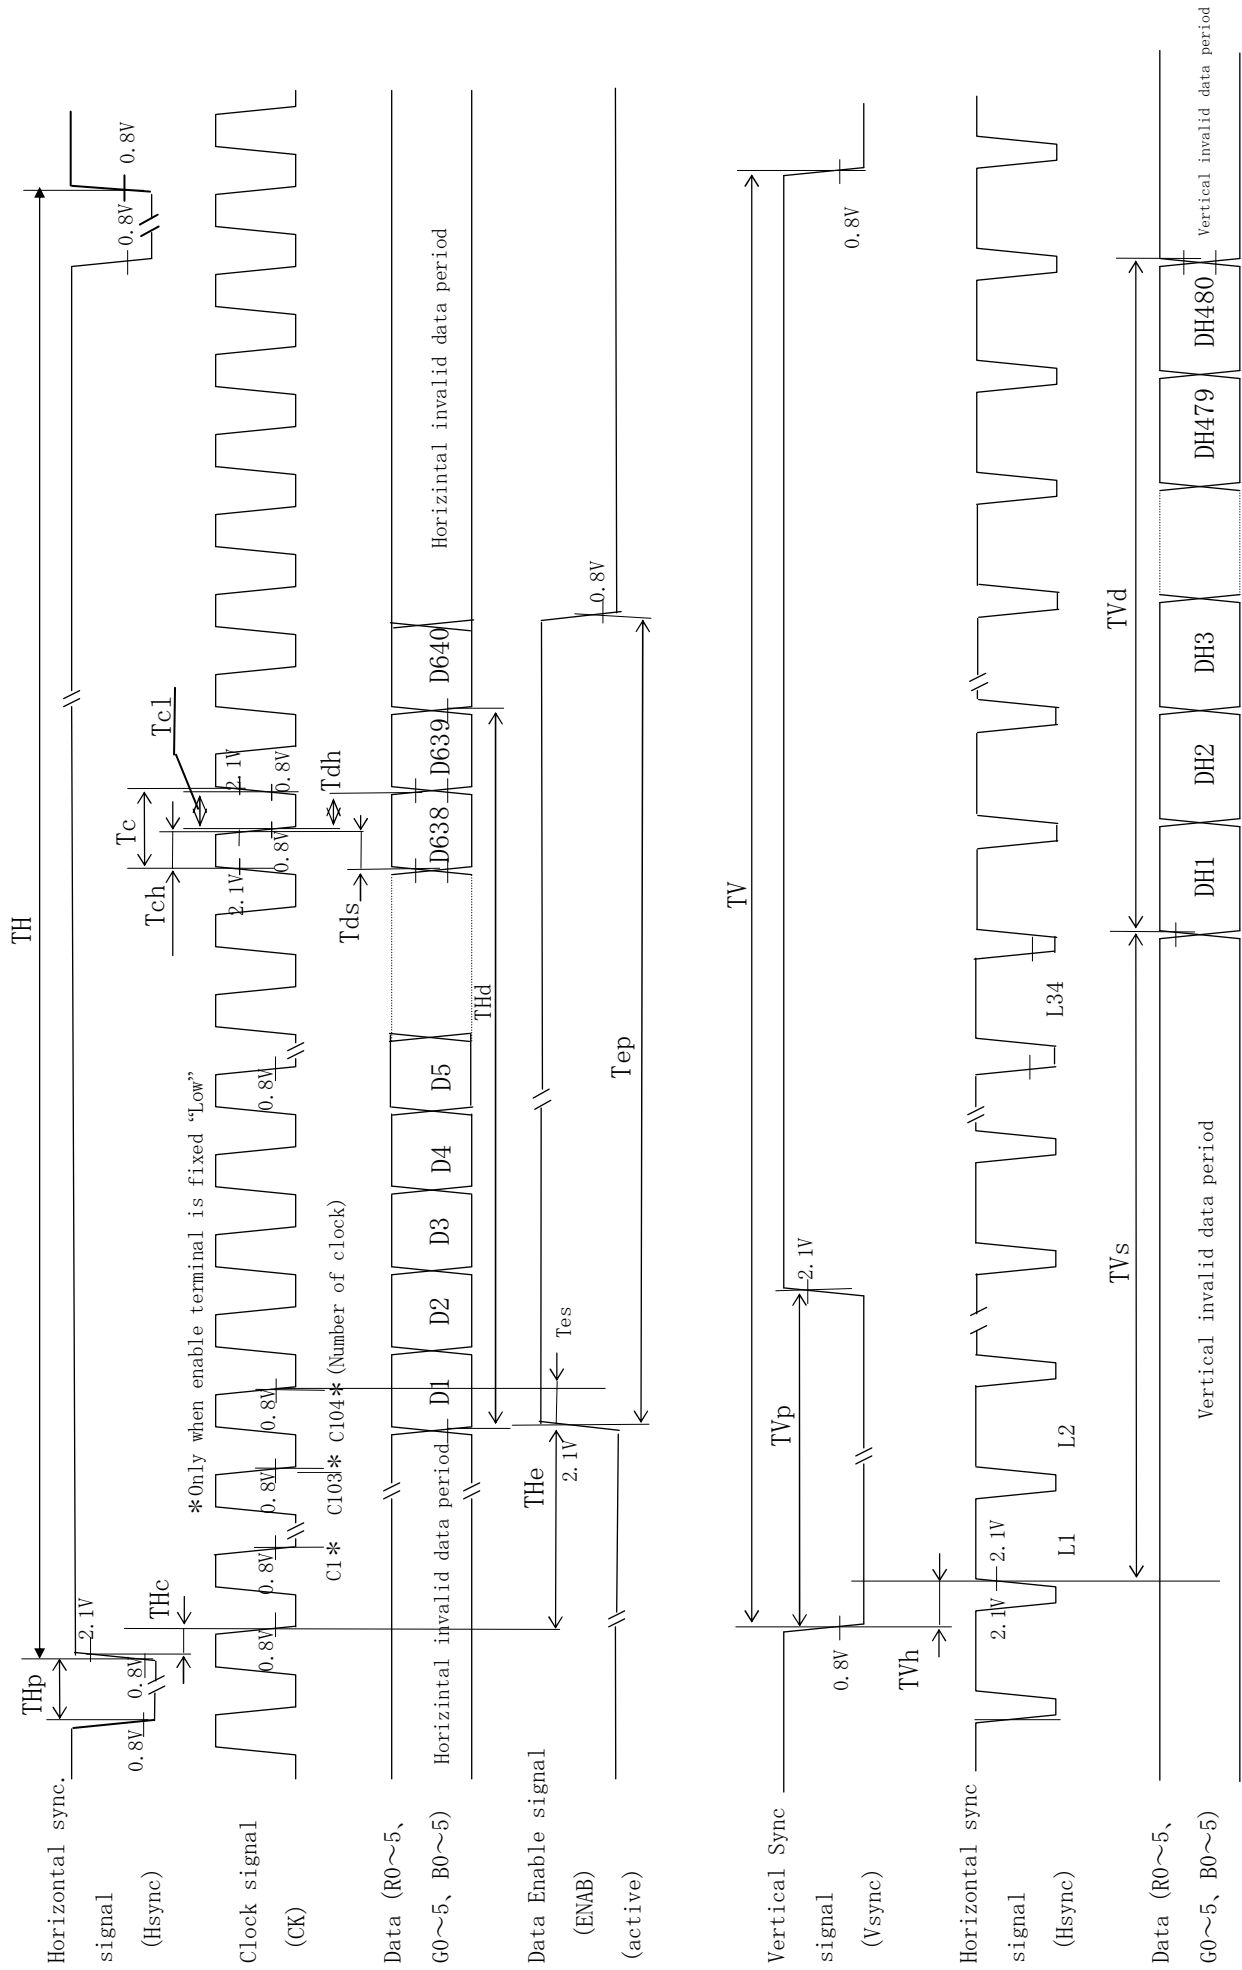 Horizontal sync.
signal
(Hsync)
THp
TH
0.8V
0.8V
2.1V
THc
0.8V
0.8V
*Only when enable terminal is fixed “Low”
Clock signal
(CK)
0.8V
0.8V
0.8V
0.8V
0.8V
C1*
C103*
C104*
(Number of clock)
Tch
Tc
Tcl
2.1V
0.8V
2.1V
0.8V
Tds
Tdh
Data (R0～5、
G0～5、B0～5)
Horizintal invalid data period
D1
D2
D3
D4
D5
D638
D639
D640
Horizintal invalid data period
THd
Data Enable signal
(ENAB)
(active)
THe
2.1V
Tes
Tep
0.8V
Vertical Sync
signal
(Vsync)
TV
TVp
0.8V
2.1V
0.8V
Horizontal sync
signal
(Hsync)
TVh
2.1V
2.1V
L1
L2
L34
TVs
TVd
Data (R0～5、
G0～5、B0～5)
Vertical invalid data period
DH1
DH2
DH3
DH479
DH480
Vertical invalid data period